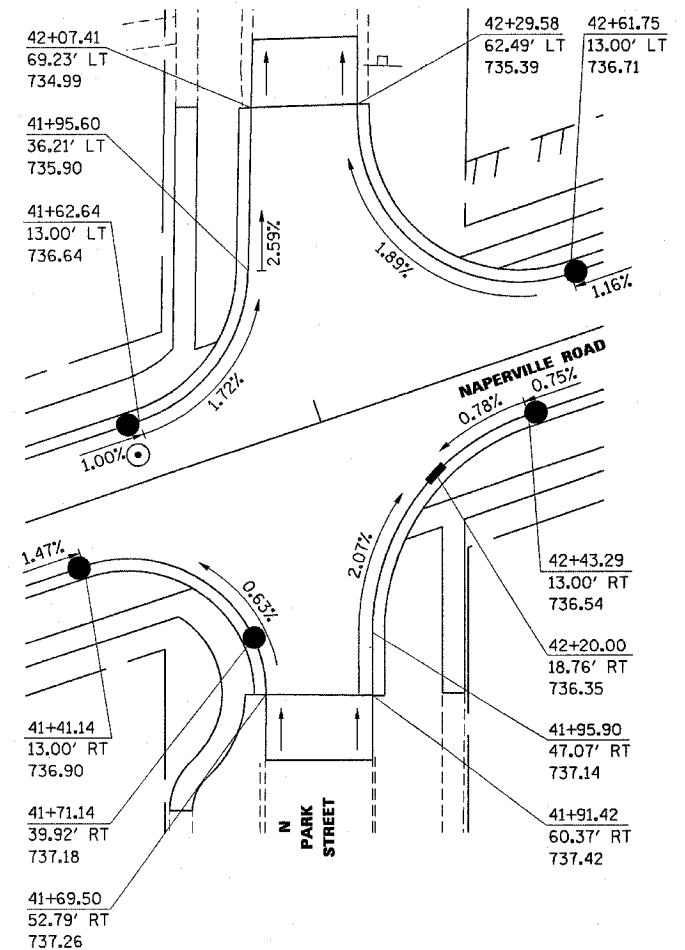 42+07.41
69.23' LT
734.99
42+29.58
62.49' LT
735.39
42+61.75
13.00' LT
736.71
41+95.60
36.21' LT
735.90
41+62.64
13.00' LT
736.64
2.59%
1.89%
1.16%
1.72%
1.00%
NAPERVILLE ROAD
0.75%
0.78%
2.07%
1.47%
0.63%
42+43.29
13.00' RT
736.54
42+20.00
18.76' RT
736.35
41+95.90
47.07' RT
737.14
41+91.42
60.37' RT
737.42
41+41.14
13.00' RT
736.90
41+71.14
39.92' RT
737.18
41+69.50
52.79' RT
737.26
N
PARK
STREET